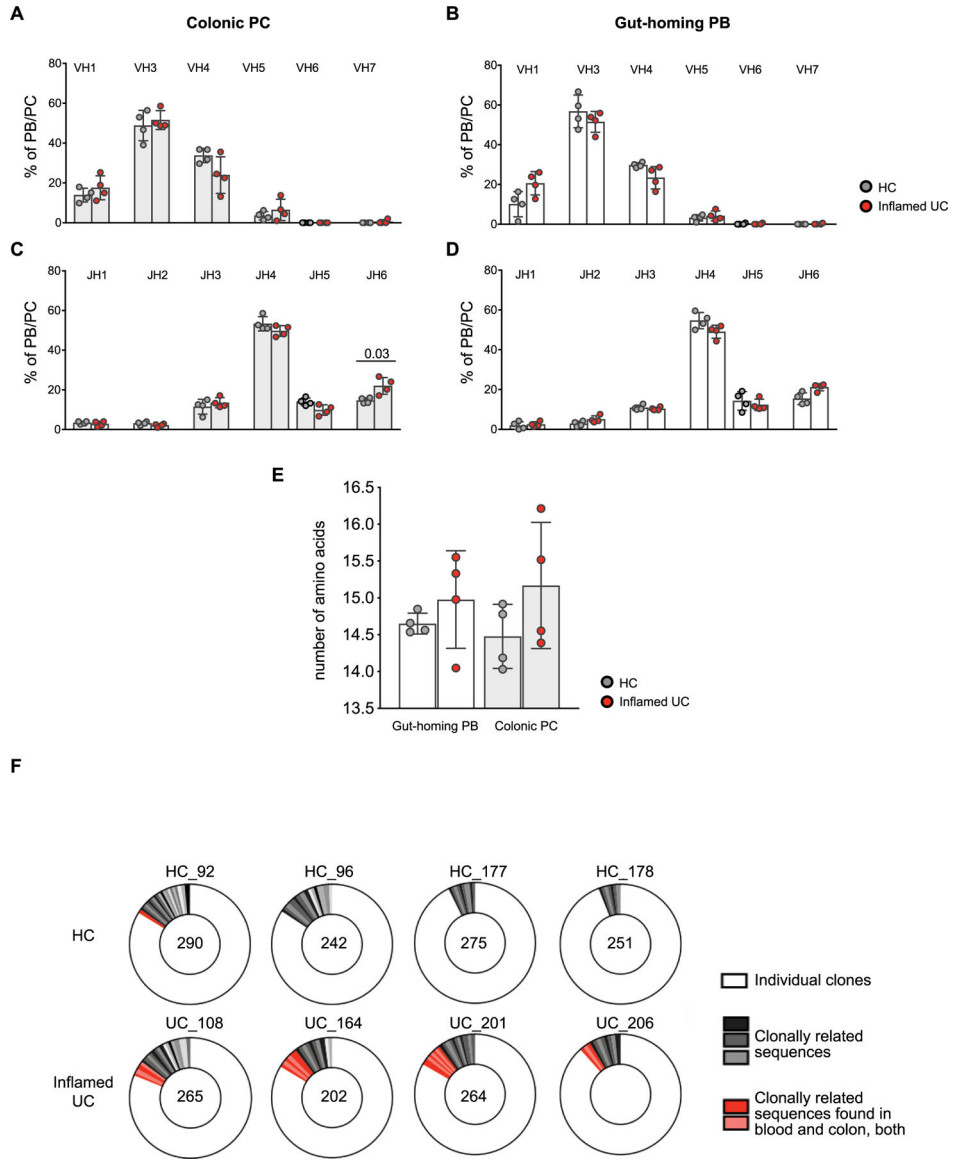 A
Colonic PC
B
Gut-homing PB
VH1 VH3 VH4 VH5 VH6 VH7
80
60
40
20
0
% of PB/PC
VH1 VH3 VH4 VH5 VH6 VH7
80
60
40
20
0
% of PB/PC
HC
Inflamed UC
C
JH1 JH2 JH3 JH4 JH5 JH6
80
60
40
20
0
% of PB/PC
0.03
D
JH1 JH2 JH3 JH4 JH5 JH6
80
60
40
20
0
% of PB/PC
E
16.5
16.0
15.5
15.0
14.5
14.0
13.5
number of amino acids
Gut-homing PB Colonic PC
HC
Inflamed UC
F
HC_92 HC_96 HC_177 HC_178
HC
290 242 275 251
UC_108 UC_164 UC_201 UC_206
Inflamed
UC
265 202 264
Individual clones
Clonally related
sequences
Clonally related
sequences found in
blood and colon, both